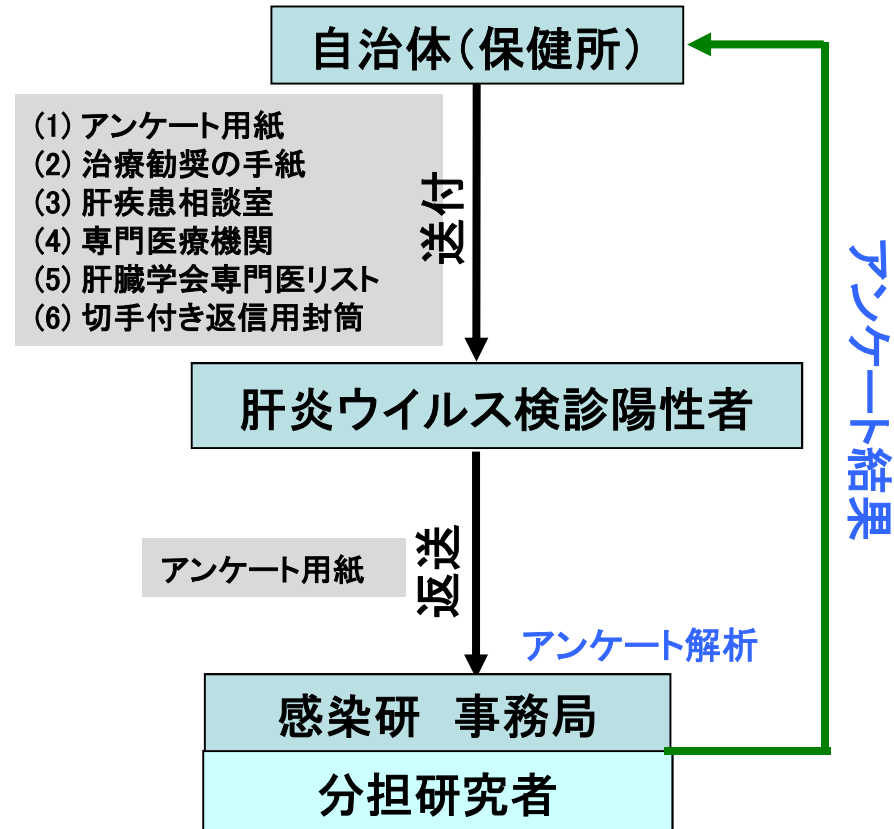 自治体(保健所)
(1) アンケート用紙
(2) 治療勧奨の手紙
(3) 肝疾患相談室
(4) 専門医療機関
(5) 肝臓学会専門医リスト
(6) 切手付き返信用封筒
送付
肝炎ウイルス検診陽性者
アンケート用紙
返送
アンケート解析
アンケート結果
感染研　事務局
分担研究者